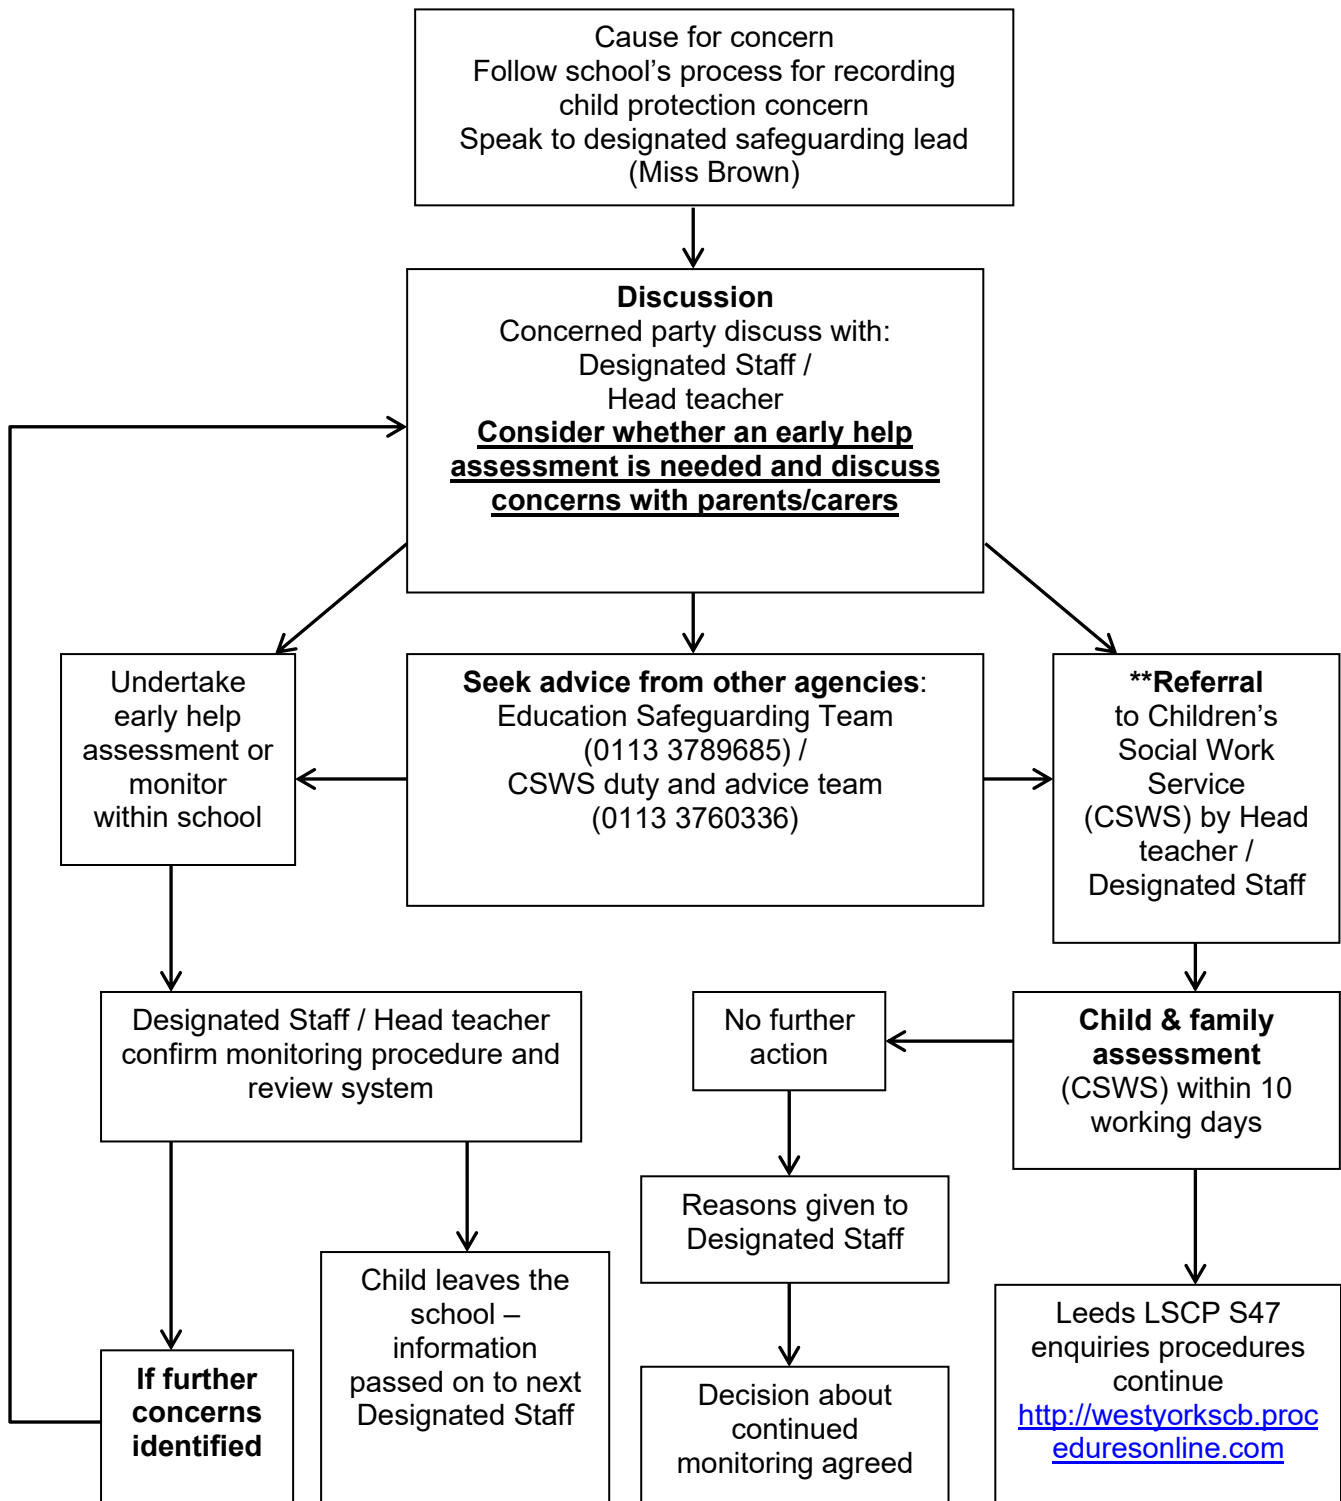 Cause for concern
Follow school's process for recording
child protection concern
Speak to designated safeguarding lead
(Miss Brown)
Discussion
Concerned party discuss with:
Designated Staff /
Head teacher
Consider whether an early help
assessment is needed and discuss
concerns with parents/carers
Undertake
early help
assessment or
monitor
within school
Seek advice from other agencies:
Education Safeguarding Team
(0113 3789685) /
CSWS duty and advice team
(0113 3760336)
**Referral
to Children's
Social Work
Service
(CSWS) by Head
teacher /
Designated Staff
Designated Staff / Head teacher
confirm monitoring procedure and
review system
No further
action
Child & family
assessment
(CSWS) within 10
working days
Reasons given to
Designated Staff
Child leaves the
school –
information
passed on to next
Designated Staff
If further
concerns
identified
Decision about
continued
monitoring agreed
Leeds LSCP S47
enquiries procedures
continue
http://westyorkscb.proc
eduresonline.com